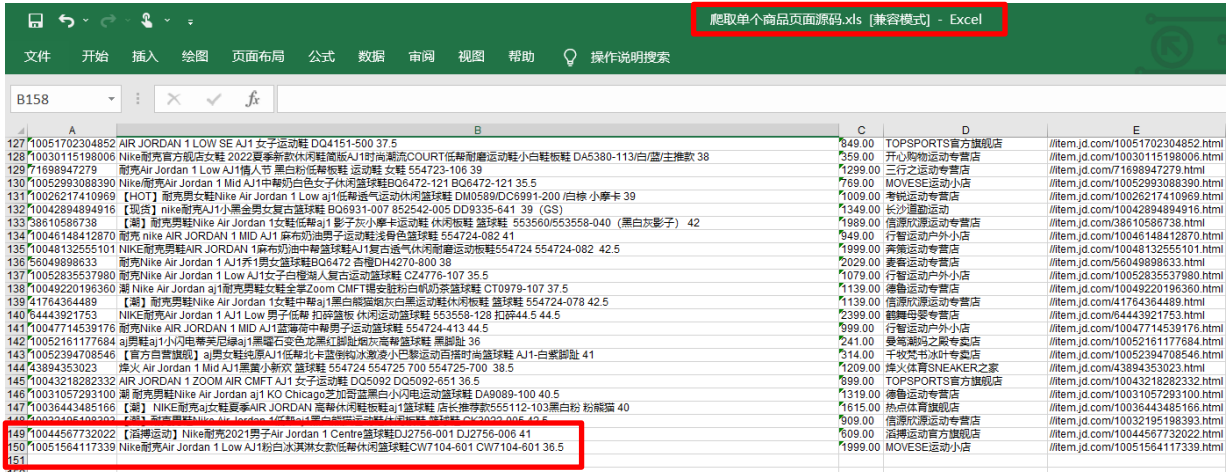 爬取单个商品页面源码.xls [兼容模式] - Excel
文件 开始 插入 绘图 页面布局 公式 数据 审阅 视图 帮助 操作说明搜索
B158 fx
A B C D E
127 10051702304852 AIR JORDAN 1 LOW SE AJ1 女子运动鞋 DQ4151-500 37.5 849.00 TOPSPORTS官方旗舰店 //item.jd.com/10051702304852.html
128 10030115198006 Nike耐克官方舰店女鞋 2022夏季新款休闲鞋简版AJ1时尚潮流COURT低帮耐磨运动鞋小白鞋板鞋 DA5380-113/白/蓝/主推款 38 359.00 开心购物运动专营店 //item.jd.com/10030115198006.html
129 71698947279 耐克Air Jordan 1 Low AJ1情人节 黑白粉低帮板鞋 运动鞋 女鞋 554723-106 39 1299.00 三行之运动专营店 //item.jd.com/71698947279.html
130 10052993088390 Nike/耐克Air Jordan 1 Mid AJ1中帮奶白色女子休闲篮球鞋BQ6472-121 BQ6472-121 35.5 769.00 MOVESE运动小店 //item.jd.com/10052993088390.html
131 10026217410969 【HOT】耐克男女鞋Nike Air Jordan 1 Low aj1低帮透气运动休闲篮球鞋 DM0589/DC6991-200 /白棕 小摩卡 39 1009.00 考锐运动专营店 //item.jd.com/10026217410969.html
132 10042894894916 【现货】nike耐克AJ1小黑金男女复古篮球鞋 BQ6931-007 852542-005 DD9335-641 39（GS） 349.00 长沙道勤运动 //item.jd.com/10042894894916.html
133 38610586738 【潮】耐克男鞋Nike Air Jordan 1女鞋低帮aj1 影子灰小摩卡运动鞋 休闲板鞋 篮球鞋 553560/553558-040（黑白灰影子） 42 1989.00 信源欣源运动专营店 //item.jd.com/38610586738.html
134 10046148412870 耐克 nike AIR JORDAN 1 MID AJ1 麻布奶油男子运动鞋浅骨色篮球鞋 554724-082 41 949.00 行智运动户外小店 //item.jd.com/10046148412870.html
135 10048132555101 NIKE耐克男鞋AIR JORDAN 1麻布奶油中帮篮球鞋AJ1复古透气休闲耐磨运动板鞋554724 554724-082 42.5 1999.00 奔策运动专营店 //item.jd.com/10048132555101.html
136 56049898633 耐克Nike Air Jordan 1 AJ1乔1男女篮球鞋BQ6472 杏橙DH4270-800 38 2029.00 麦客运动专营店 //item.jd.com/56049898633.html
137 10052835537980 耐克Nike Air Jordan 1 Low AJ1女子白橙湖人复古运动篮球鞋 CZ4776-107 35.5 1079.00 行智运动户外小店 //item.jd.com/10052835537980.html
138 10049220196360 潮 Nike Air Jordan aj1耐克男鞋女鞋全掌Zoom CMFT锡安脏粉白帆奶茶篮球鞋 CT0979-107 37.5 1139.00 德鲁运动专营店 //item.jd.com/10049220196360.html
139 41764364489 【潮】耐克男鞋Nike Air Jordan 1女鞋中帮aj1黑白熊猫烟灰白黑运动鞋休闲板鞋 篮球鞋 554724-078 42.5 1139.00 信源欣源运动专营店 //item.jd.com/41764364489.html
140 64443921753 NIKE耐克Air Jordan 1 AJ1 Low 男子低帮 扣碎篮板 休闲运动篮球鞋 553558-128 扣碎44.5 44.5 2399.00 鹤舞母婴专营店 //item.jd.com/64443921753.html
141 10047714539176 耐克Nike AIR JORDAN 1 MID AJ1蓝薄荷中帮男子运动篮球鞋 554724-413 44.5 999.00 行智运动户外小店 //item.jd.com/10047714539176.html
142 10052161177684 aj男鞋aj1小闪电蒂芙尼绿aj1黑曜石变色龙黑红脚趾烟灰高帮篮球鞋 黑脚趾 36 241.00 曼笃潮妈之殿专卖店 //item.jd.com/10052161177684.html
143 10052394708546 【官方自营旗舰】aj男女鞋纯原AJ1低帮北卡蓝倒钩冰激凌小巴黎运动百搭时尚篮球鞋 AJ1-白紫脚趾 41 314.00 千牧梵书冰叶专卖店 //item.jd.com/10052394708546.html
144 43894353023 烽火 Air Jordan 1 Mid AJ1黑薰小新欢 篮球鞋 554724 554725 700 554725-700 38.5 1209.00 烽火体育SNEAKER之家 //item.jd.com/43894353023.html
145 10043218282332 AIR JORDAN 1 ZOOM AIR CMFT AJ1 女子运动鞋 DQ5092 DQ5092-651 36.5 899.00 TOPSPORTS官方旗舰店 //item.jd.com/10043218282332.html
146 10031057293100 潮 耐克男鞋Nike Air Jordan aj1 KO Chicago芝加哥蓝黑白小闪电运动篮球鞋 DA9089-100 40.5 1319.00 德鲁运动专营店 //item.jd.com/10031057293100.html
147 10036443485166 【潮】 NIKE耐克aj女鞋夏季AIR JORDAN 高帮休闲鞋板鞋aj1篮球鞋 店长推荐款555112-103黑白粉 粉熊猫 40 1615.00 热点体育旗舰店 //item.jd.com/10036443485166.html
148 10032195198393 909.00 信源欣源运动专营店 //item.jd.com/10032195198393.html
149 10044567732022 【滔搏运动】Nike耐克2021男子Air Jordan 1 Centre篮球鞋DJ2756-001 DJ2756-006 41 609.00 滔搏运动官方旗舰店 //item.jd.com/10044567732022.html
150 10051564117339 Nike耐克Air Jordan 1 Low AJ1粉白冰淇淋女款低帮休闲篮球鞋CW7104-601 CW7104-601 36.5 1999.00 MOVESE运动小店 //item.jd.com/10051564117339.html
151